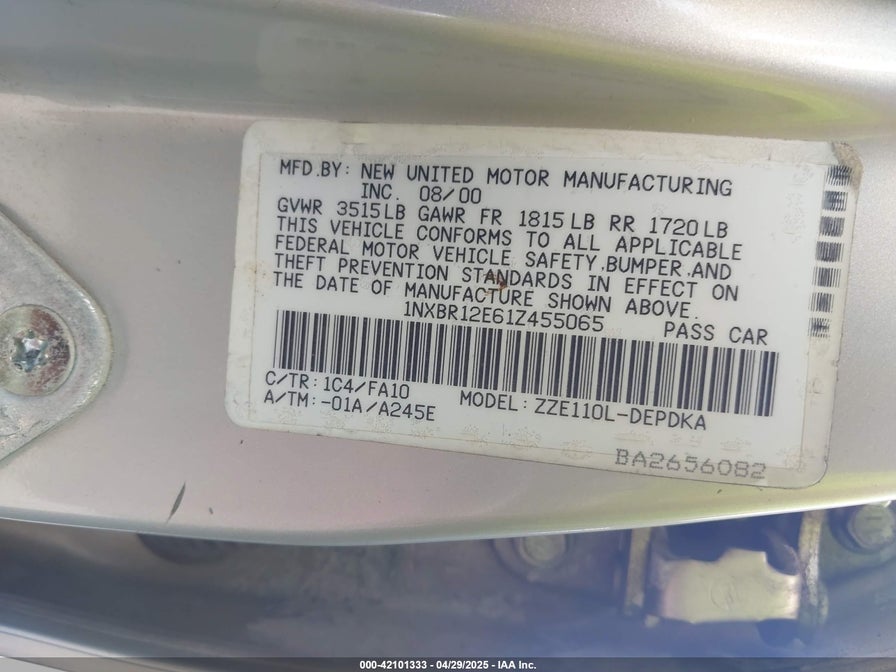 MFD.BY: NEW UNITED MOTOR MANUFACTURING
INC. 08/00
GVWR 3515LB GAWR FR 1815LB RR 1720LB
THIS VEHICLE CONFORMS TO ALL APPLICABLE
FEDERAL MOTOR VEHICLE SAFETY,BUMPER,AND
THEFT PREVENTION STANDARDS IN EFFECT ON
THE DATE OF MANUFACTURE SHOWN ABOVE.
1NXBR12E61Z455065 PASS CAR
C/TR:1C4/FA10
A/TM:-01A/A245E MODEL:ZZE110L-DEPDKA
BA2656082
000-42101333 - 04/29/2025 - IAA Inc.